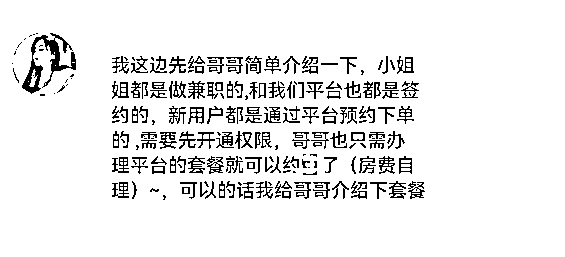 我这边先给哥哥简单介绍一下，小姐
姐都是做兼职的,和我们平台也都是签
约的，新用户都是通过平台预约下单
的 ,需要先开通权限，哥哥也只需办
理平台的套餐就可以约 了（房费自
理）~，可以的话我给哥哥介绍下套餐